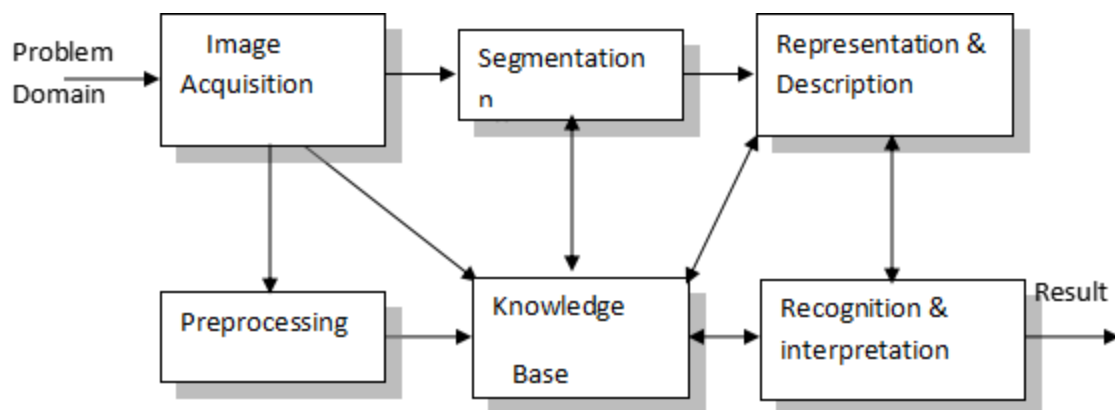 Problem
Domain
Image
Acquisition
Segmentation
n
Representation &
Description
Preprocessing
Knowledge
Base
Recognition &
interpretation
Result